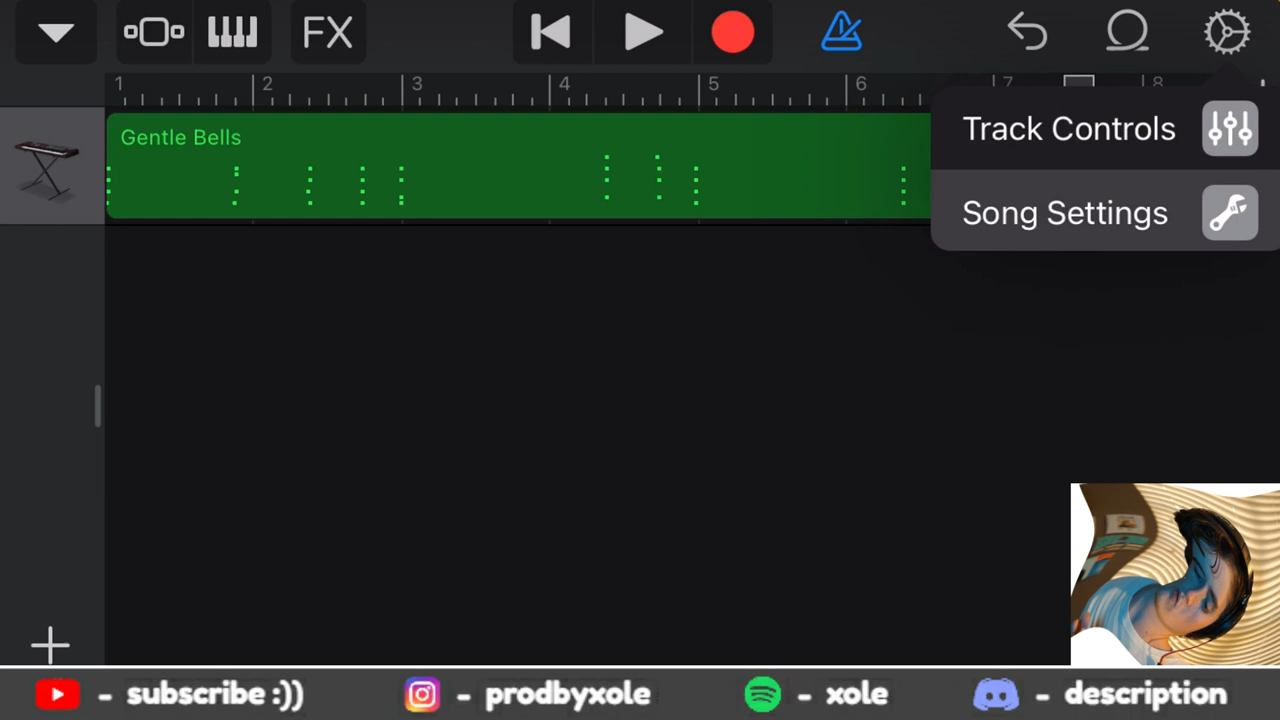 FX
1 2 3 4 5 6 7 8
Track Controls
Gentle Bells
Song Settings
- subscribe :)) - prodbyxole - xole - description